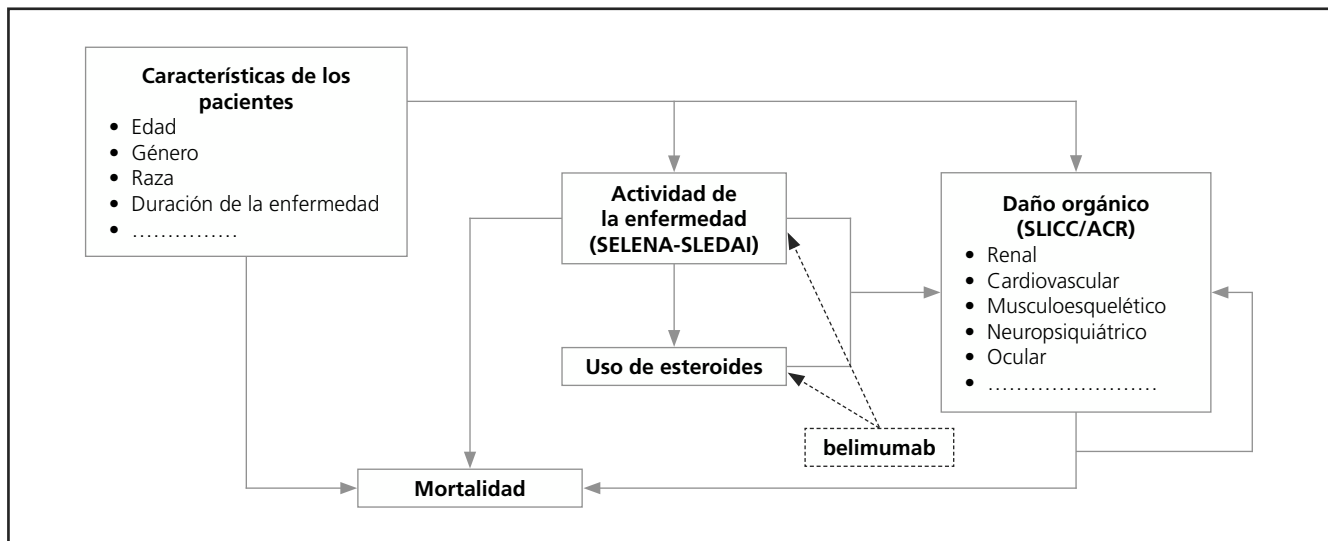 Características de los
pacientes
• Edad
• Género
• Raza
• Duración de la enfermedad
• ……………
Actividad de
la enfermedad
(SELENA-SLEDAI)
Uso de esteroides
belimumab
Daño orgánico
(SLICC/ACR)
• Renal
• Cardiovascular
• Musculoesquelético
• Neuropsiquiátrico
• Ocular
• ……………………
Mortalidad